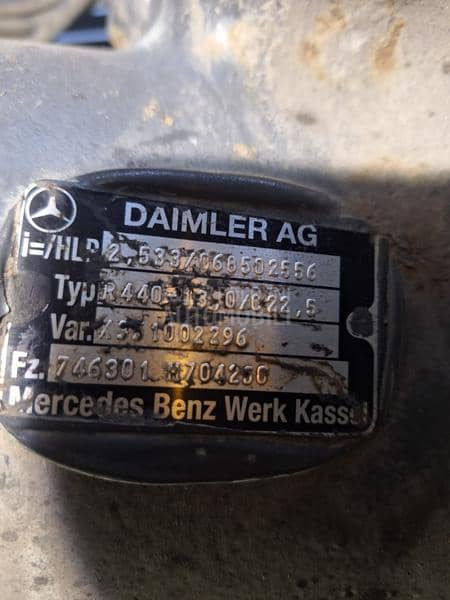 DAIMLER AG
i=/HLP 2.533/068502556
Typ R440-13.0/C22,5
Var.
Fz. 746301
Mercedes Benz Werk Kassel